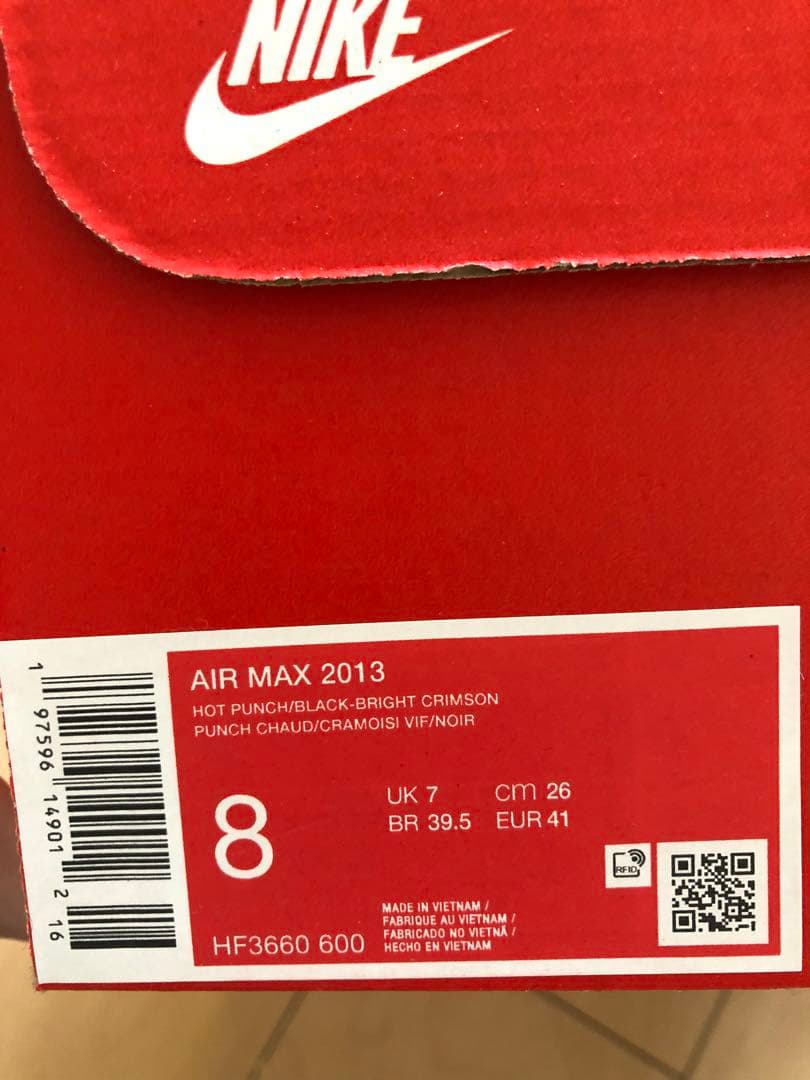 NIKE
AIR MAX 2013
HOT PUNCH/BLACK-BRIGHT CRIMSON
PUNCH CHAUD/CRAMOISI VIF/NOIR
8
UK 7 cm 26
BR 39.5 EUR 41
RFID
MADE IN VIETNAM /
FABRIQUE AU VIETNAM /
FABRICADO NO VIETNÃ /
HECHO EN VIETNAM
HF3660 600
1 97596 14901 2 16